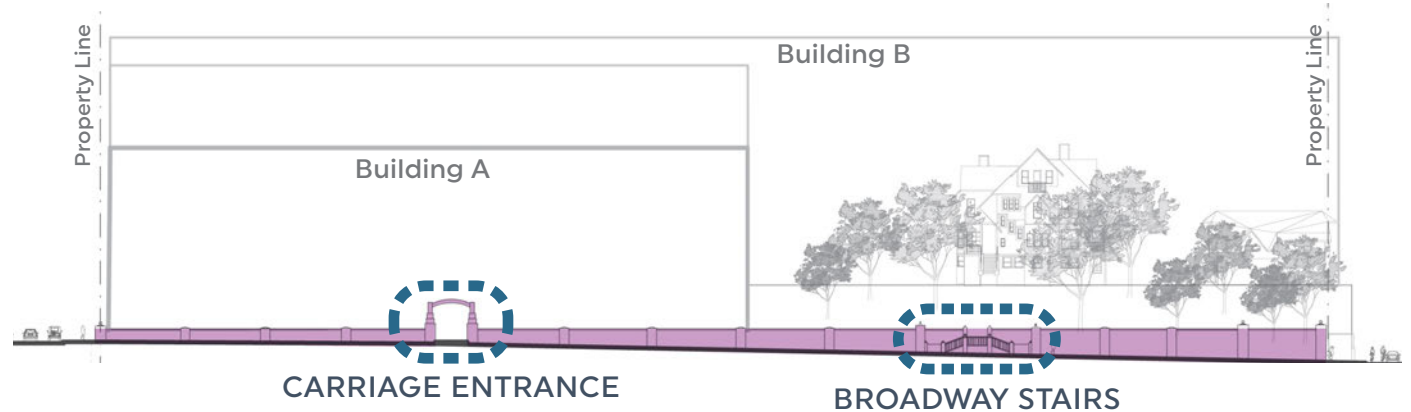 Property Line
Building B
Property Line
Building A
CARRIAGE ENTRANCE
BROADWAY STAIRS